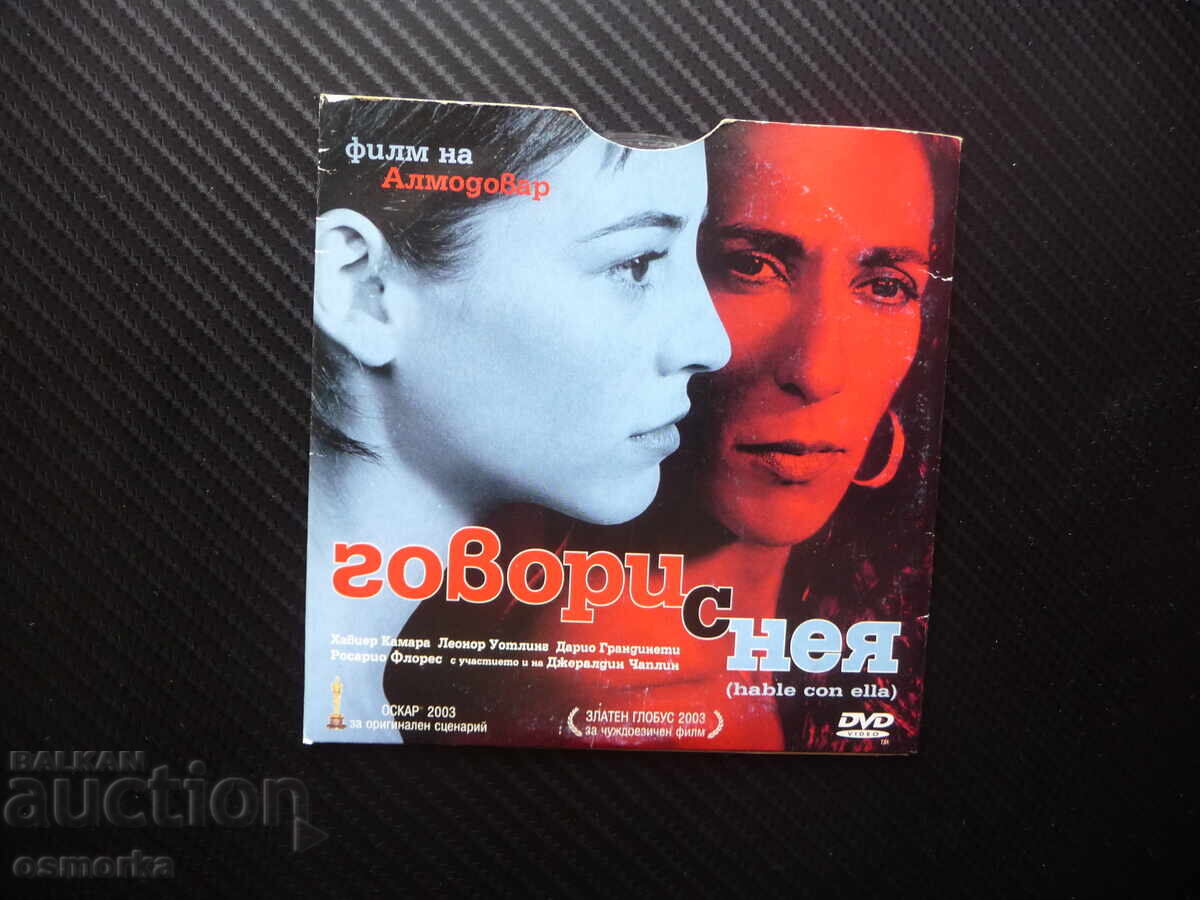 филм на
Алмодовар
говори с нея
(hable con ella)
Хавиер Камара Леонор Уотлинг Дарио Грандинети
Росарио Флорес с участието и на Джералдин Чаплин
ОСКАР 2003
за оригинален сценарий
ЗЛАТЕН ГЛОБУС 2003
за чуждоезичен филм
DVD
VIDEO
BALKAN
auction
osmorka